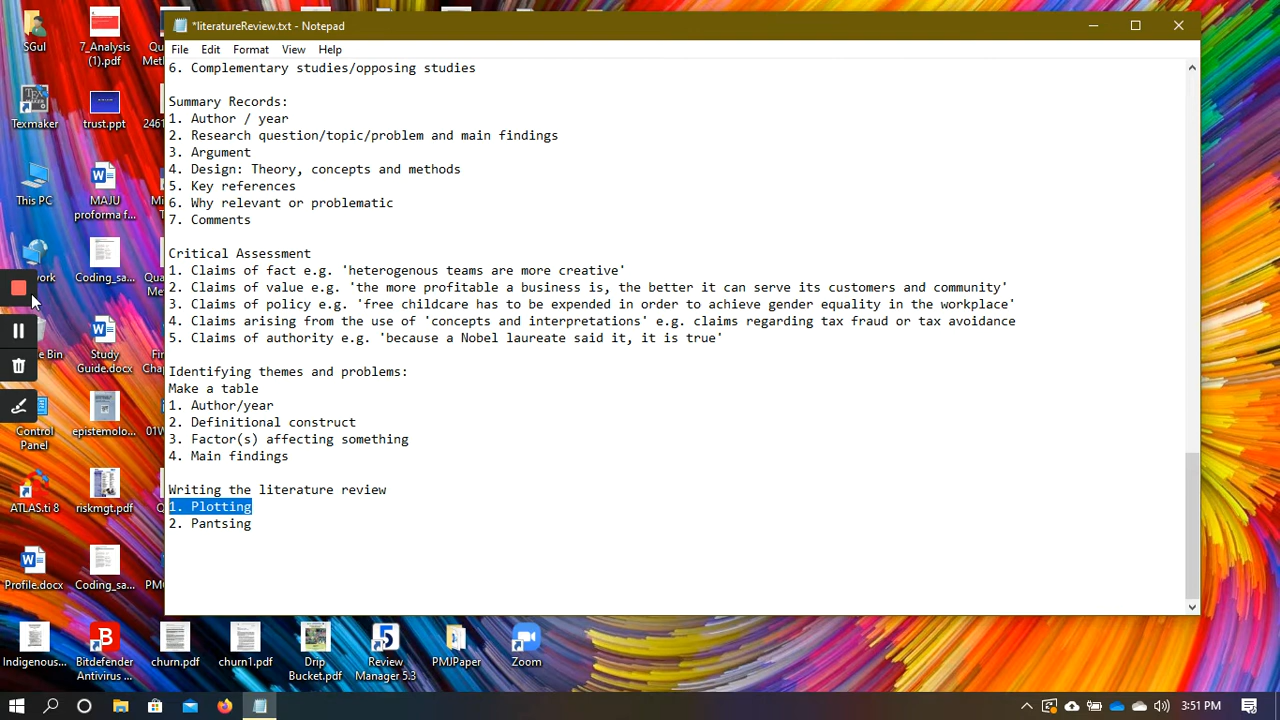 *literatureReview.txt - Notepad
File Edit Format View Help
6. Complementary studies/opposing studies
Summary Records:
1. Author / year
2. Research question/topic/problem and main findings
3. Argument
4. Design: Theory, concepts and methods
5. Key references
6. Why relevant or problematic
7. Comments
Critical Assessment
1. Claims of fact e.g. 'heterogenous teams are more creative'
2. Claims of value e.g. 'the more profitable a business is, the better it can serve its customers and community'
3. Claims of policy e.g. 'free childcare has to be expended in order to achieve gender equality in the workplace'
4. Claims arising from the use of 'concepts and interpretations' e.g. claims regarding tax fraud or tax avoidance
5. Claims of authority e.g. 'because a Nobel laureate said it, it is true'
Identifying themes and problems:
Make a table
1. Author/year
2. Definitional construct
3. Factor(s) affecting something
4. Main findings
Writing the literature review
1. Plotting
2. Pantsing
SGul
7_Analysis
(1).pdf
Texmaker
trust.ppt
This PC
MAJU
proforma f...
Coding_sa...
Study
Guide.docx
Control
Panel
epistemolo...
ATLAS.ti 8
riskmgt.pdf
Profile.docx
Coding_sa...
Indigenous...
Bitdefender
Antivirus ...
churn.pdf
churn1.pdf
Drip
Bucket.pdf
Review
Manager 5.3
PMJPaper
Zoom
3:51 PM